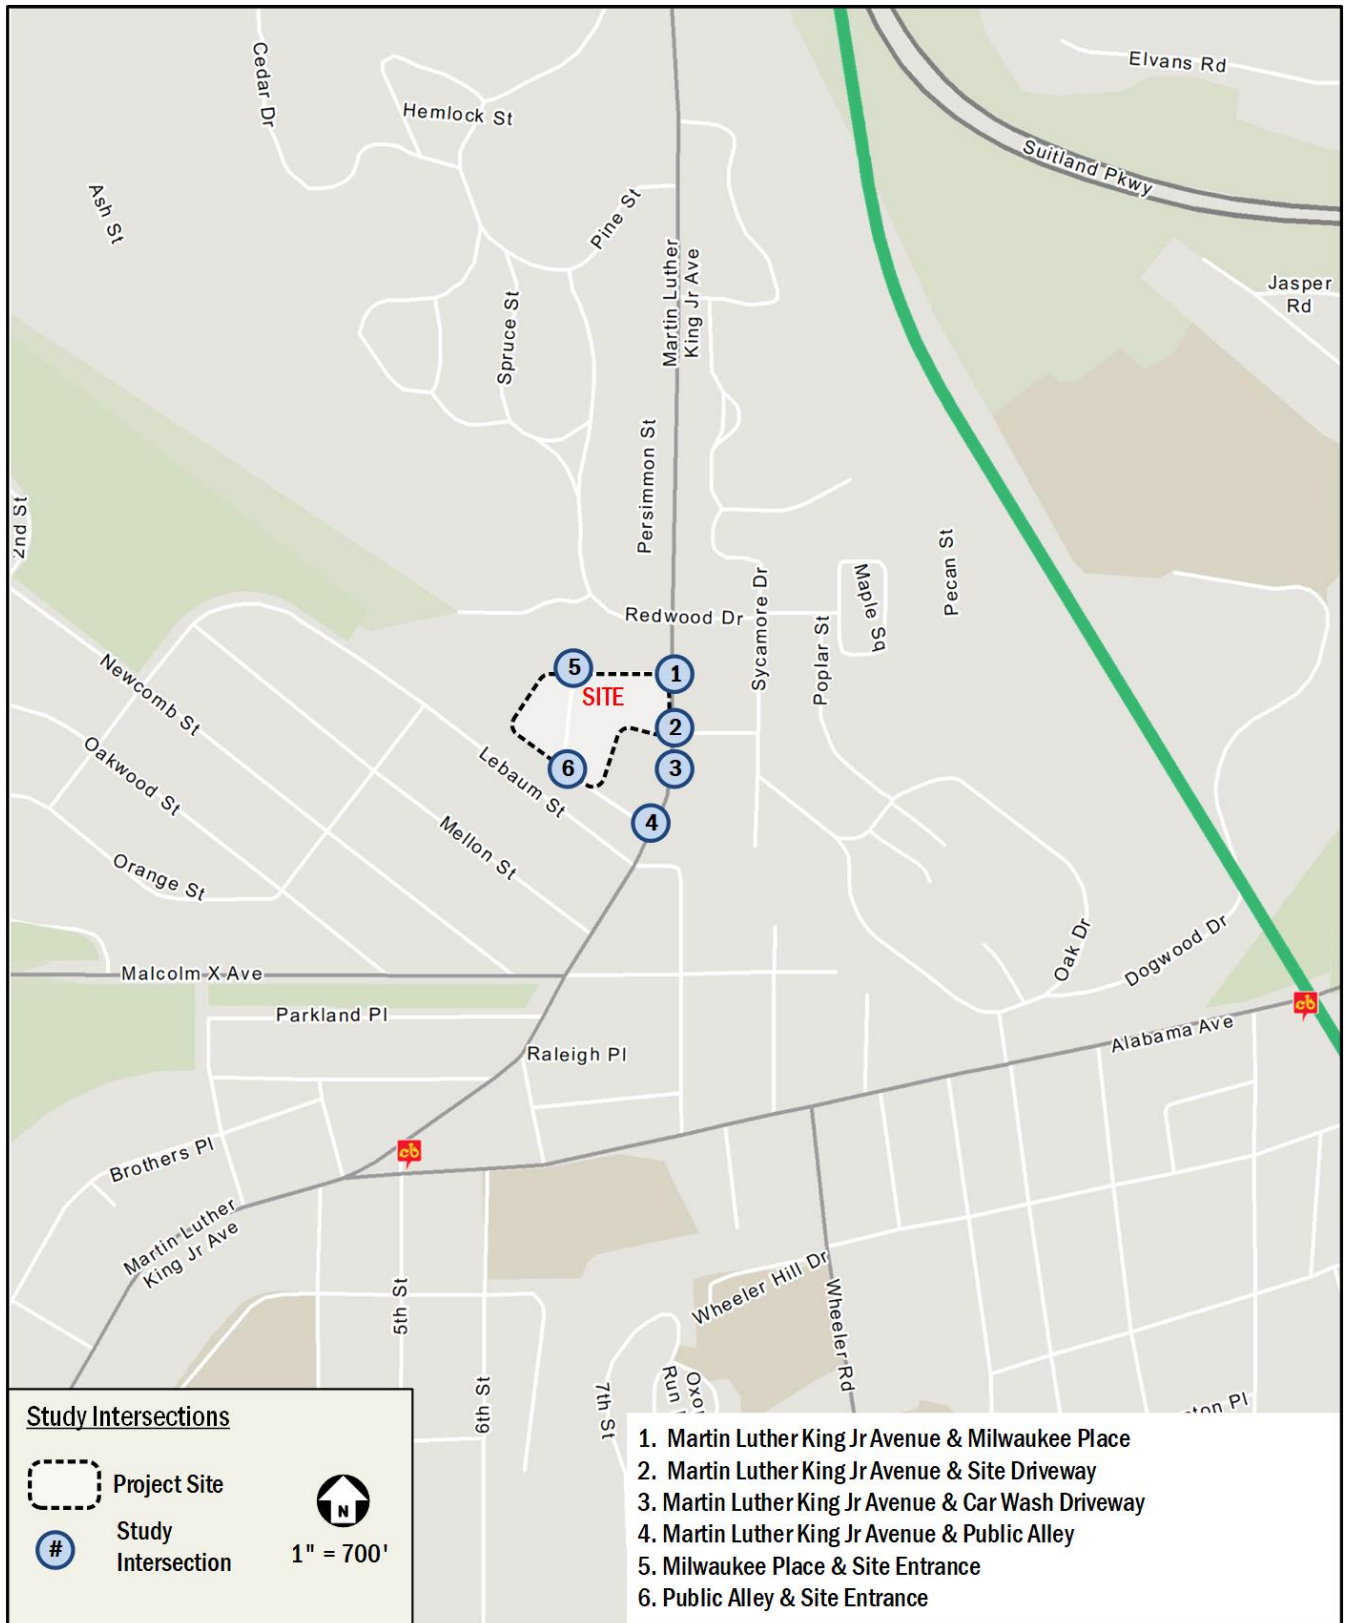 Elvans Rd
Cedar Dr
Hemlock St
Suitland Pkwy
Ash St
Pine St
Martin Luther
King Jr Ave
Jasper
Rd
Spruce St
Persimmon St
2nd St
Pecan St
Maple Sq
Sycamore Dr
Redwood Dr
Poplar St
5
1
SITE
Newcomb St
2
3
6
Oakwood St
Lebaum St
4
Mellon St
Orange St
Oak Dr
Dogwood Dr
Malcolm X Ave
cb
Parkland Pl
Alabama Ave
Raleigh Pl
cb
Brothers Pl
Martin Luther
King Jr Ave
5th St
Wheeler Hill Dr
Wheeler Rd
6th St
7th St
Run
Study Intersections
Project Site
#
Study
Intersection
N
1" = 700'
1. Martin Luther King Jr Avenue & Milwaukee Place
2. Martin Luther King Jr Avenue & Site Driveway
3. Martin Luther King Jr Avenue & Car Wash Driveway
4. Martin Luther King Jr Avenue & Public Alley
5. Milwaukee Place & Site Entrance
6. Public Alley & Site Entrance